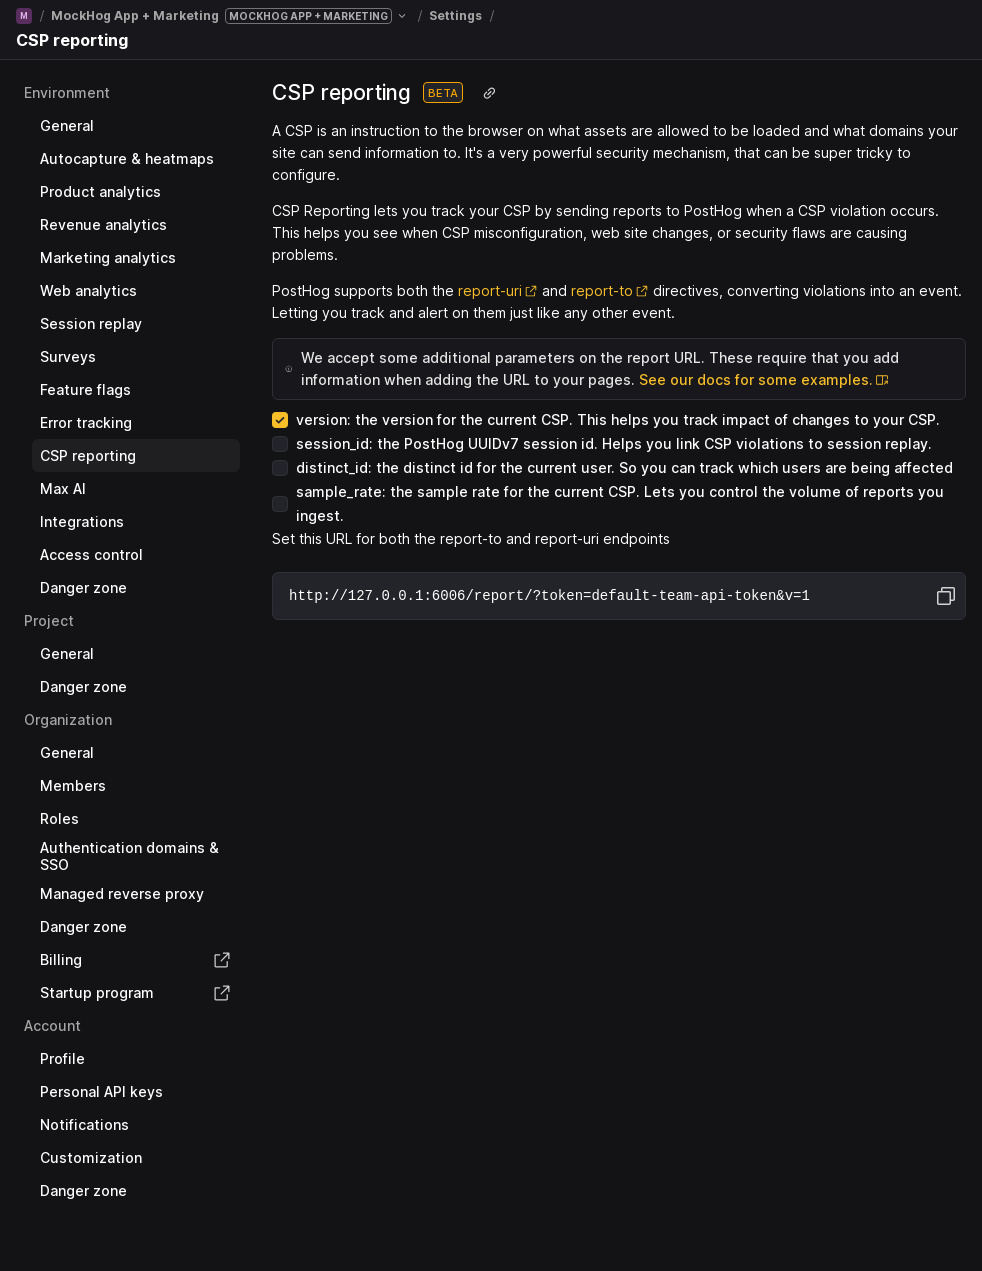 M / MockHog App + Marketing MOCKHOG APP + MARKETING / Settings /
CSP reporting
Environment
General
Autocapture & heatmaps
Product analytics
Revenue analytics
Marketing analytics
Web analytics
Session replay
Surveys
Feature flags
Error tracking
CSP reporting
Max AI
Integrations
Access control
Danger zone
Project
General
Danger zone
Organization
General
Members
Roles
Authentication domains &
SSO
Managed reverse proxy
Danger zone
Billing
Startup program
Account
Profile
Personal API keys
Notifications
Customization
Danger zone
CSP reporting BETA
A CSP is an instruction to the browser on what assets are allowed to be loaded and what domains your
site can send information to. It's a very powerful security mechanism, that can be super tricky to
configure.
CSP Reporting lets you track your CSP by sending reports to PostHog when a CSP violation occurs.
This helps you see when CSP misconfiguration, web site changes, or security flaws are causing
problems.
PostHog supports both the report-uri and report-to directives, converting violations into an event.
Letting you track and alert on them just like any other event.
We accept some additional parameters on the report URL. These require that you add
information when adding the URL to your pages. See our docs for some examples.
version: the version for the current CSP. This helps you track impact of changes to your CSP.
session_id: the PostHog UUIDv7 session id. Helps you link CSP violations to session replay.
distinct_id: the distinct id for the current user. So you can track which users are being affected
sample_rate: the sample rate for the current CSP. Lets you control the volume of reports you
ingest.
Set this URL for both the report-to and report-uri endpoints
http://127.0.0.1:6006/report/?token=default-team-api-token&v=1